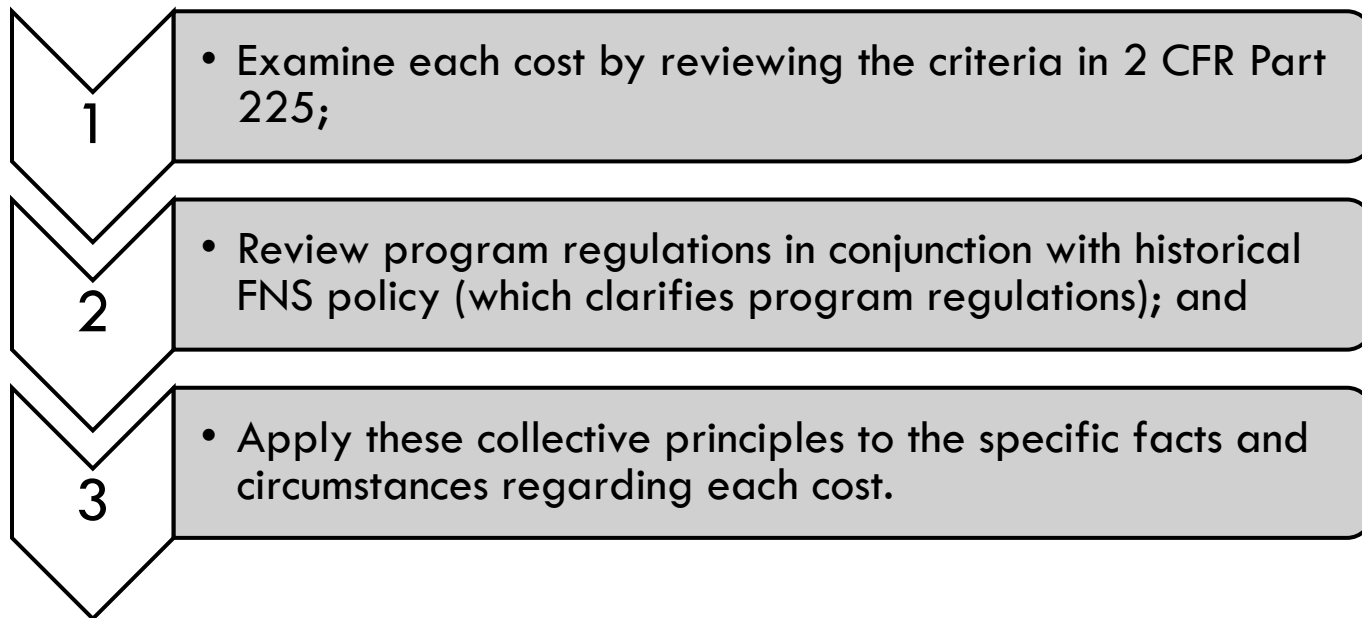 1
• Examine each cost by reviewing the criteria in 2 CFR Part
225;
2
• Review program regulations in conjunction with historical
FNS policy (which clarifies program regulations); and
3
• Apply these collective principles to the specific facts and
circumstances regarding each cost.